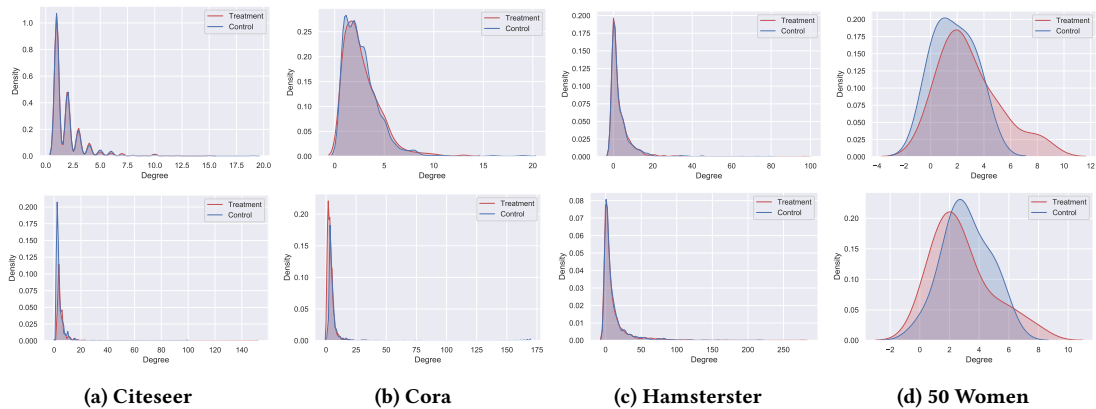 Treatment
Control
1.0
0.8
0.6
0.4
0.2
0.0
Density
0.0 2.5 5.0 7.5 10.0 12.5 15.0 17.5 20.0
Degree
Treatment
Control
0.25
0.20
0.15
0.10
0.05
0.00
Density
0 5 10 15 20
Degree
Treatment
Control
0.200
0.175
0.150
0.125
0.100
0.075
0.050
0.025
0.000
Density
0 20 40 60 80 100
Degree
Treatment
Control
0.200
0.175
0.150
0.125
0.100
0.075
0.050
0.025
0.000
Density
−4 −2 0 2 4 6 8 10 12
Degree
Treatment
Control
0.200
0.175
0.150
0.125
0.100
0.075
0.050
0.025
0.000
Density
0 20 40 60 80 100 120 140
Degree
Treatment
Control
0.20
0.15
0.10
0.05
0.00
Density
0 25 50 75 100 125 150 175
Degree
Treatment
Control
0.08
0.07
0.06
0.05
0.04
0.03
0.02
0.01
0.00
Density
0 50 100 150 200 250
Degree
Treatment
Control
0.20
0.15
0.10
0.05
0.00
Density
−2 0 2 4 6 8 10
Degree
(a) Citeseer
(b) Cora
(c) Hamsterster
(d) 50 Women